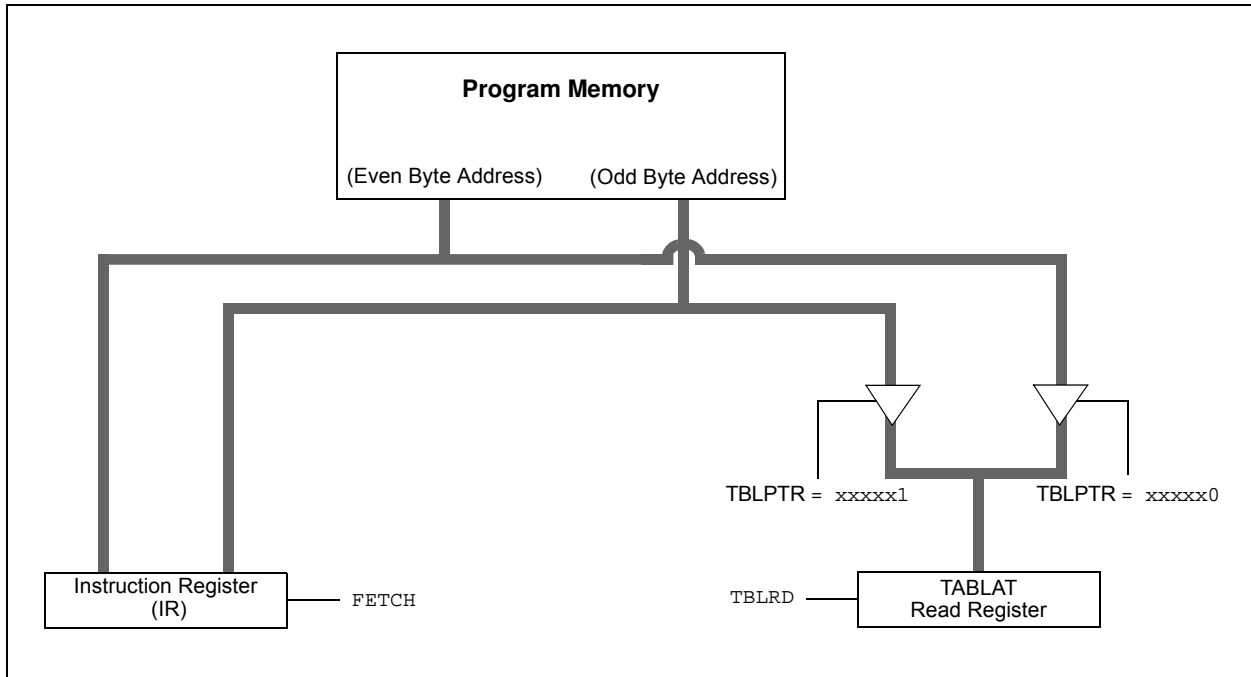 Program Memory
(Even Byte Address) (Odd Byte Address)
TBLPTR = xxxxx1 TBLPTR = xxxxx0
Instruction Register
(IR)
FETCH
TBLRD
TABLAT
Read Register